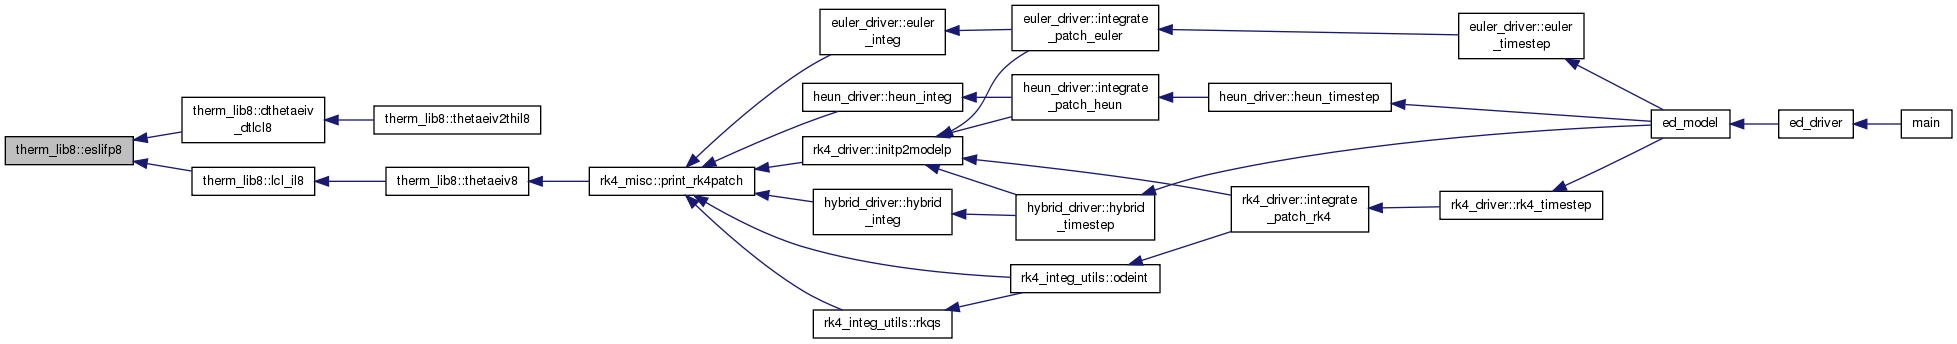 therm_lib8::eslifp8
therm_lib8::dthetaeiv
_dtlcl8
therm_lib8::thetaeiv2thil8
therm_lib8::lcl_il8
therm_lib8::thetaeiv8
rk4_misc::print_rk4patch
euler_driver::euler
_integ
heun_driver::heun_integ
rk4_driver::initp2modelp
hybrid_driver::hybrid
_integ
rk4_integ_utils::rkqs
euler_driver::integrate
_patch_euler
heun_driver::integrate
_patch_heun
hybrid_driver::hybrid
_timestep
rk4_integ_utils::odeint
heun_driver::heun_timestep
rk4_driver::integrate
_patch_rk4
euler_driver::euler
_timestep
rk4_driver::rk4_timestep
ed_model
ed_driver
main